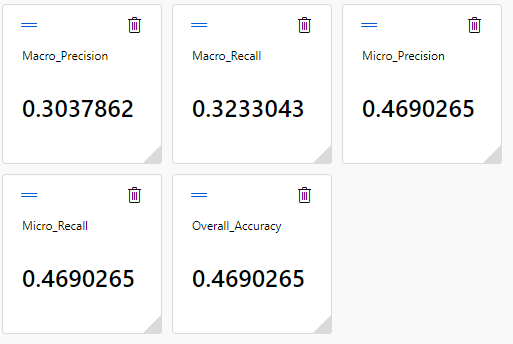 Macro_Precision
0.3037862
Macro_Recall
0.3233043
Micro_Precision
0.4690265
Micro_Recall
0.4690265
Overall_Accuracy
0.4690265